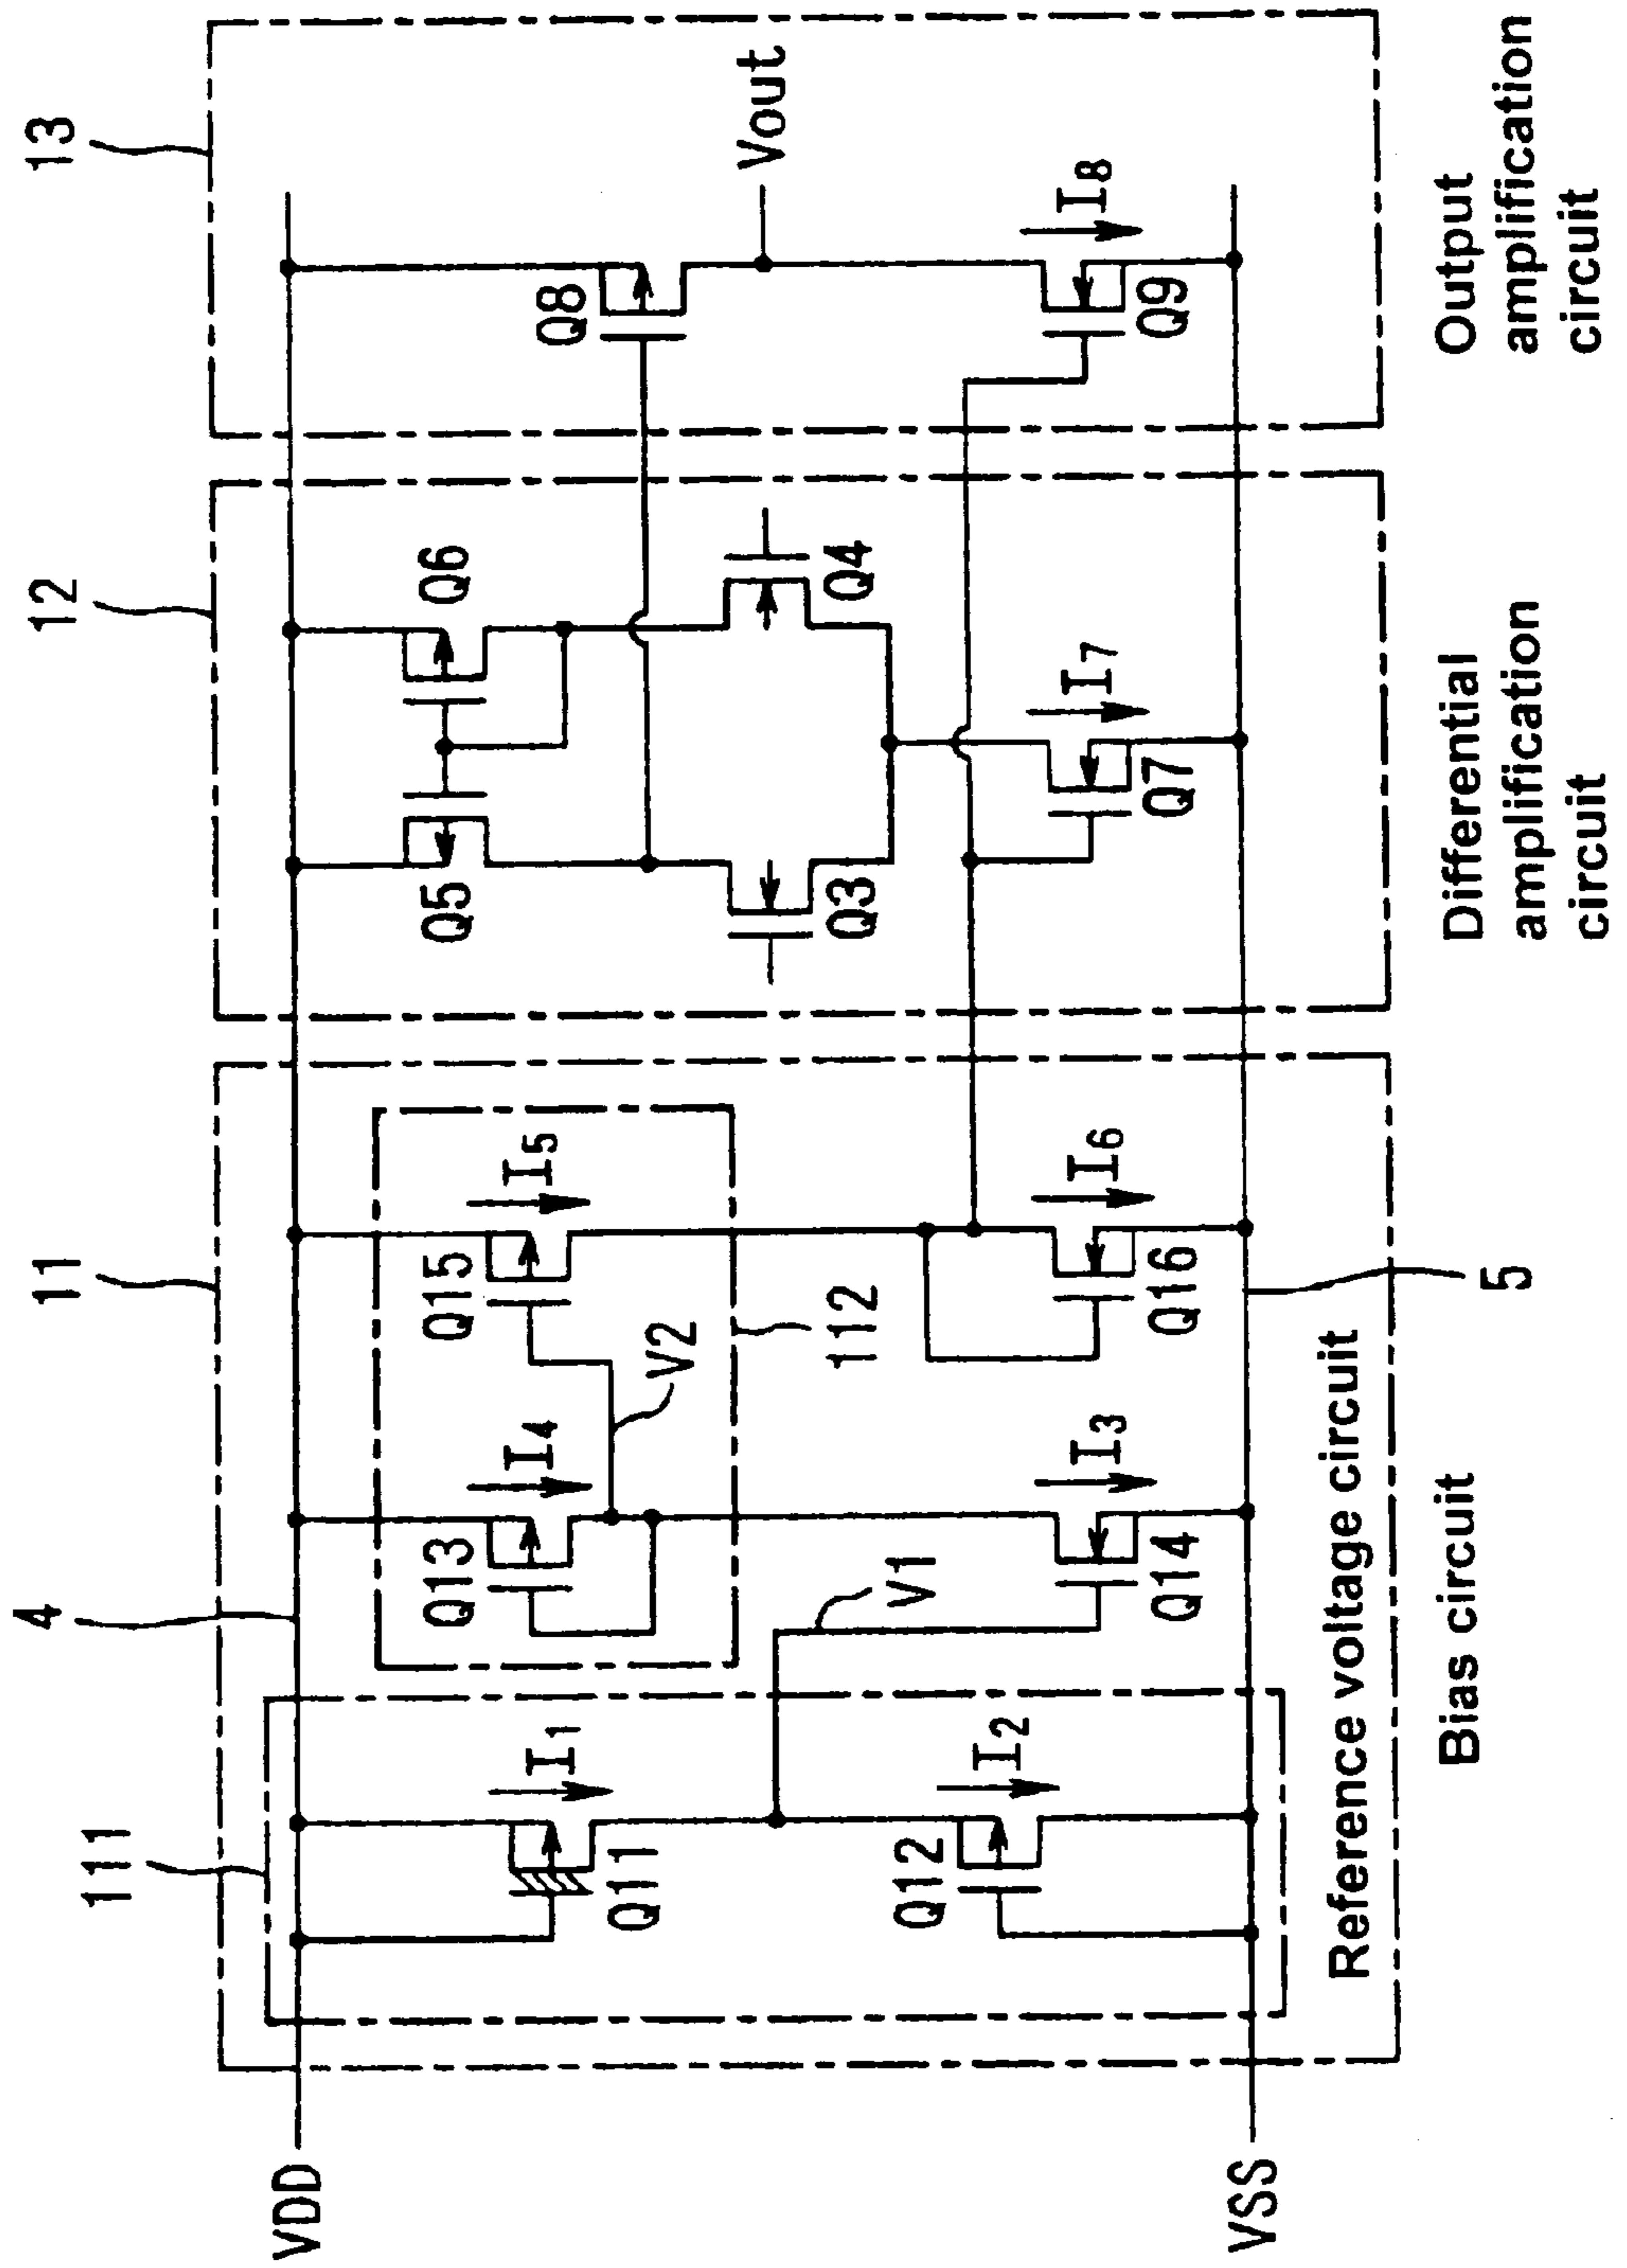 111
4
11
12
13
VDD
I1
Q11
I2
Q12
V1
Q13
I4
V2
Q15
I5
112
Q14
I3
Q16
I6
Q5
Q6
Q3
Q4
Q7
I7
Q8
Vout
Q9
I8
VSS
5
Reference voltage circuit
Bias circuit
Differential
amplification
circuit
Output
amplification
circuit